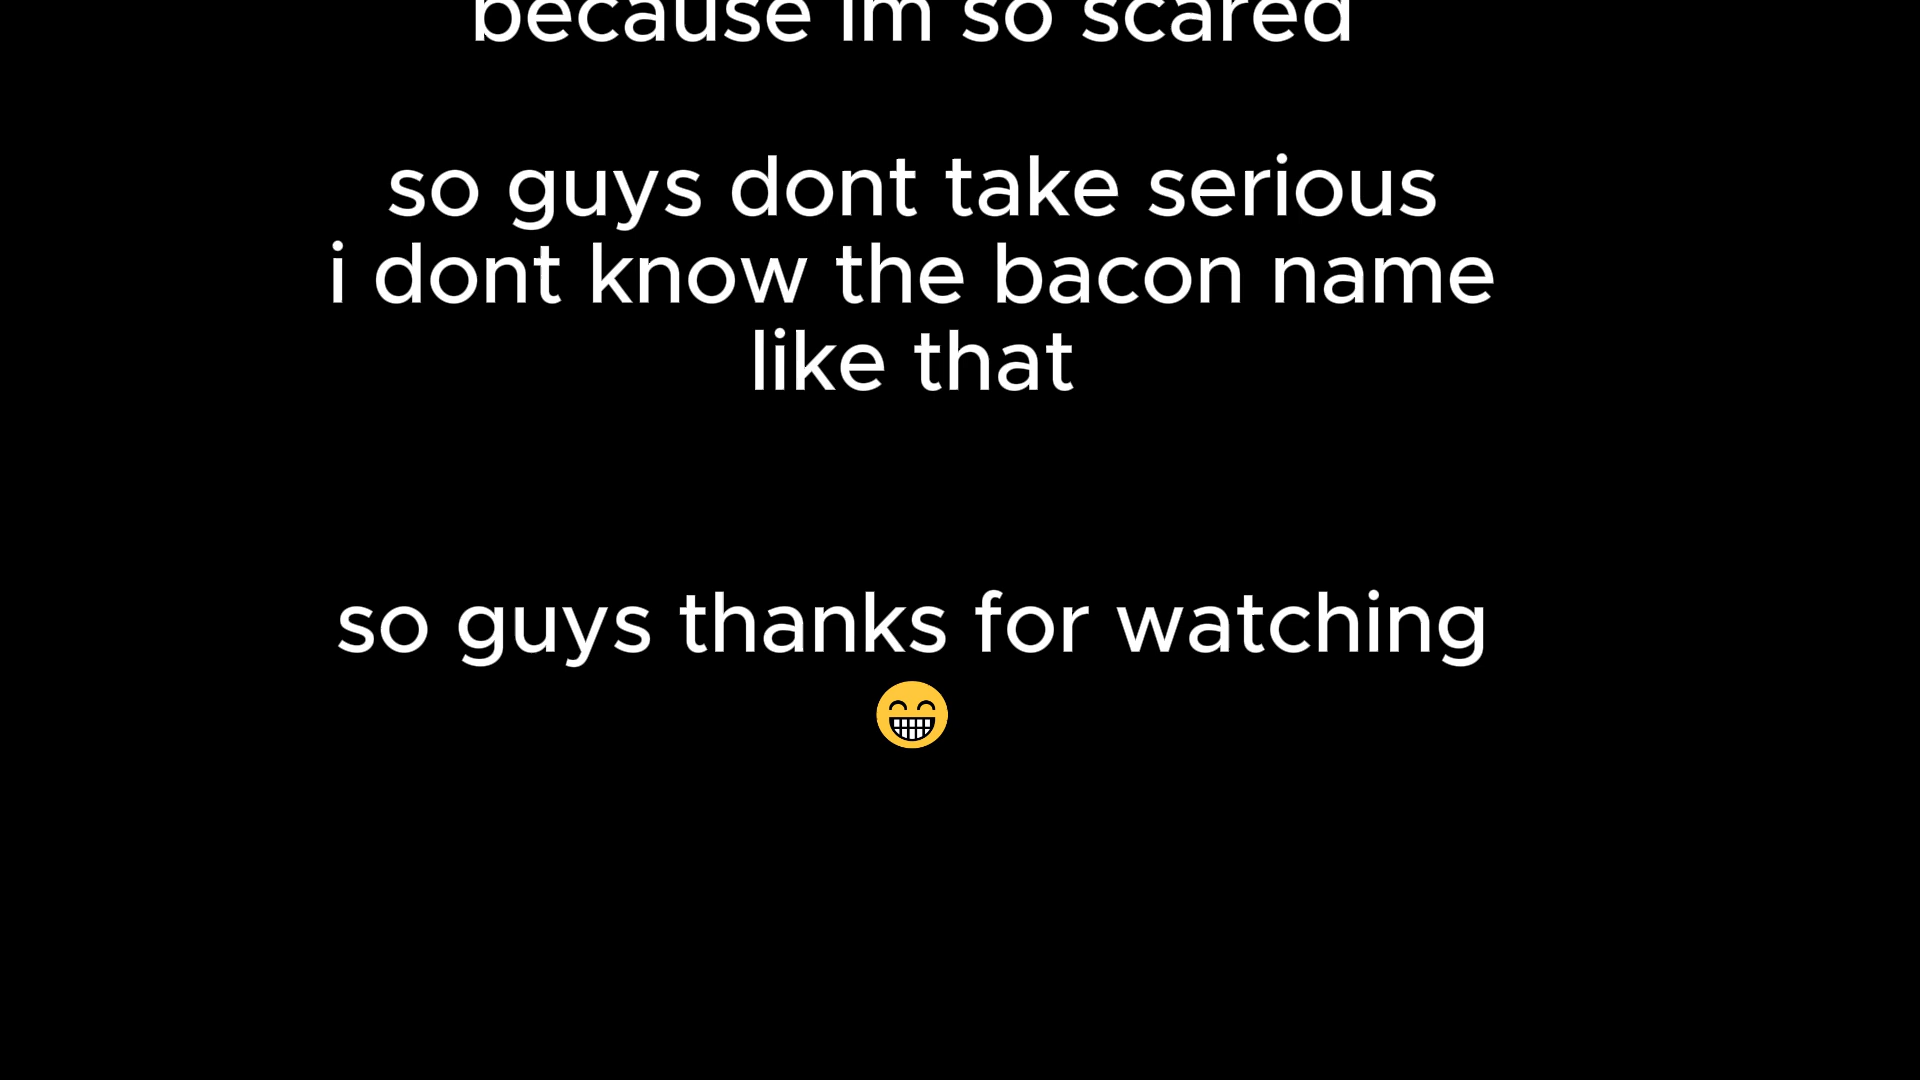 because im so scared
so guys dont take serious
i dont know the bacon name
like that
so guys thanks for watching
😁